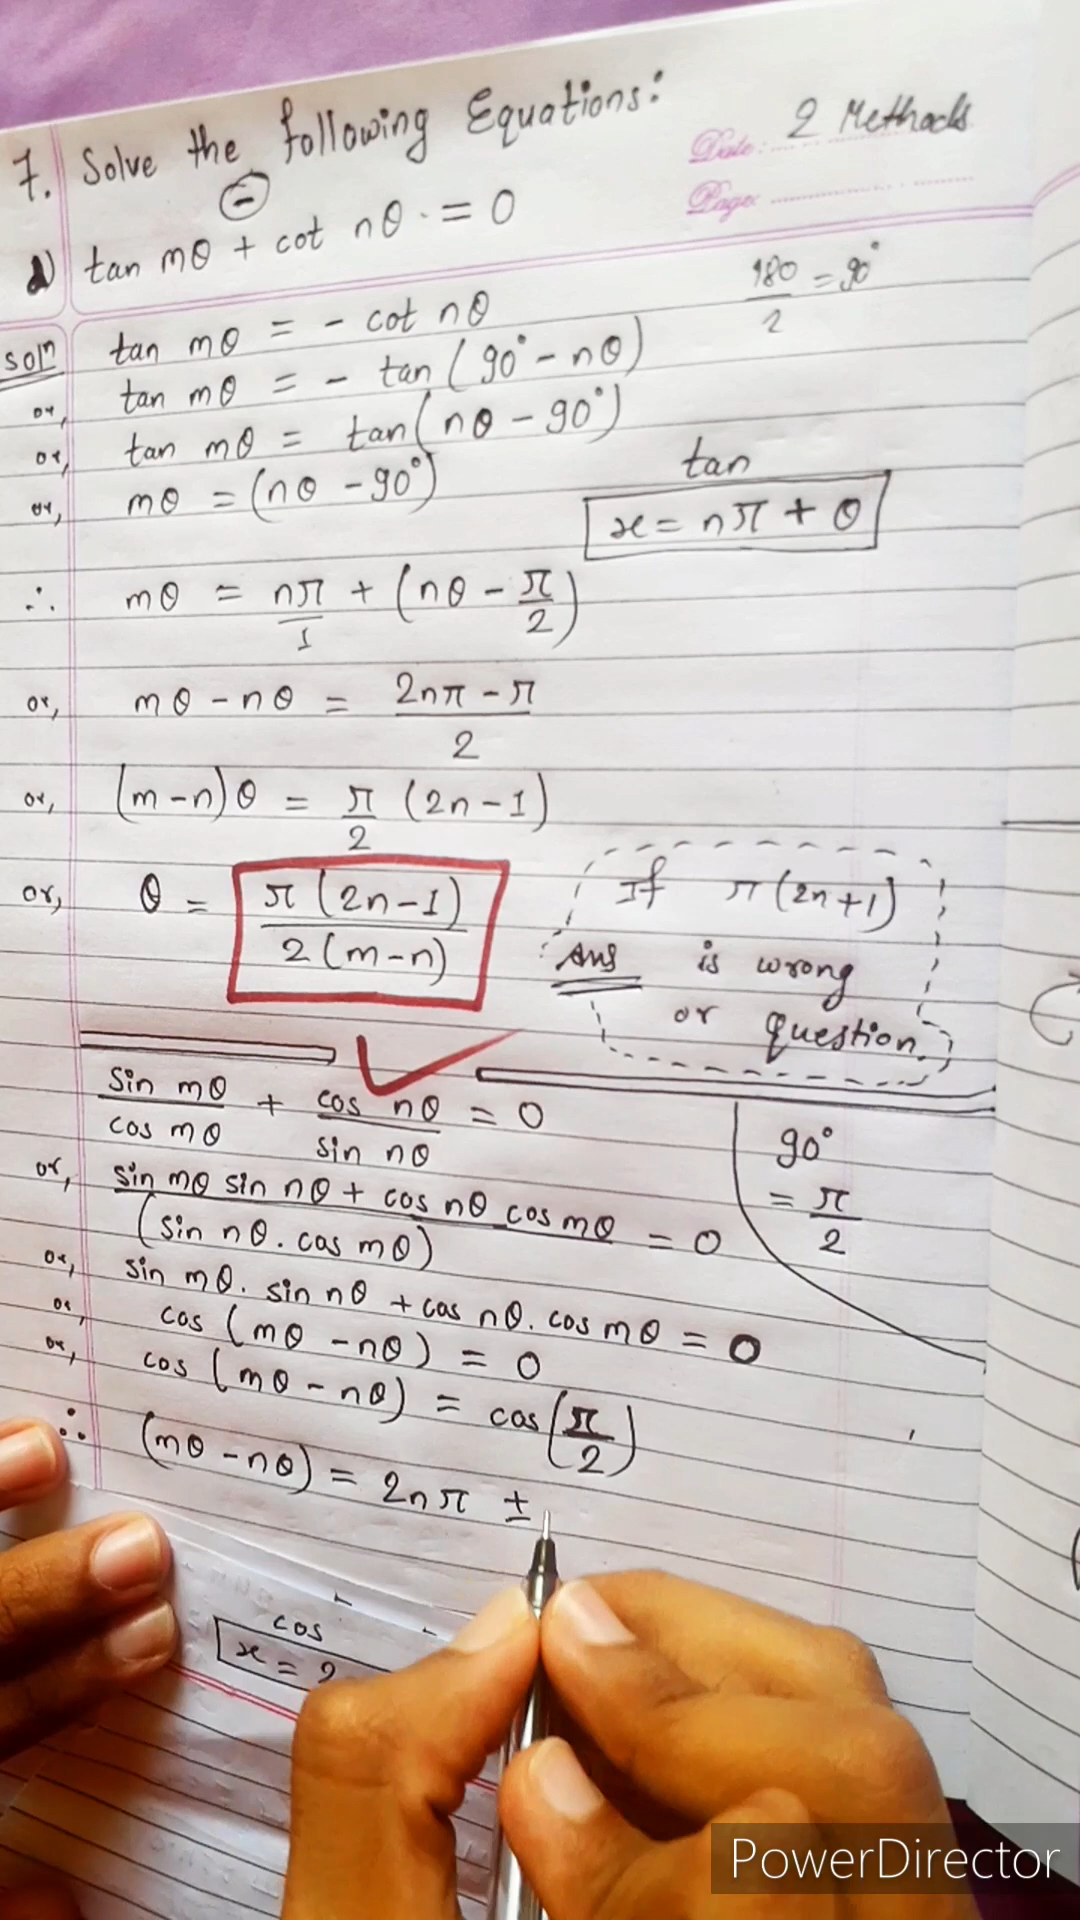 7. Solve the following Equations:
2 Methods
Date:
Page:
(-)
d) tan mθ + cot nθ = 0
180/2 = 90°
Soln tan mθ = - cot nθ
or, tan mθ = - tan (90° - nθ)
or, tan mθ = tan (nθ - 90°)
or, mθ = (nθ - 90°)
tan
x = nπ + θ
∴ mθ = nπ/1 + (nθ - π/2)
or, mθ - nθ = 2nπ - π / 2
or, (m-n)θ = π/2 (2n-1)
or, θ = π(2n-1) / 2(m-n)
If π(2n+1)
Ans is wrong
or question.
sin mθ / cos mθ + cos nθ / sin nθ = 0
90°
= π/2
or, sin mθ sin nθ + cos nθ cos mθ / (sin nθ. cos mθ) = 0
or, sin mθ. sin nθ + cos nθ. cos mθ = 0
or, cos (mθ - nθ) = 0
or, cos (mθ - nθ) = cos (π/2)
∴ (mθ - nθ) = 2nπ ±
cos
x = 2
PowerDirector